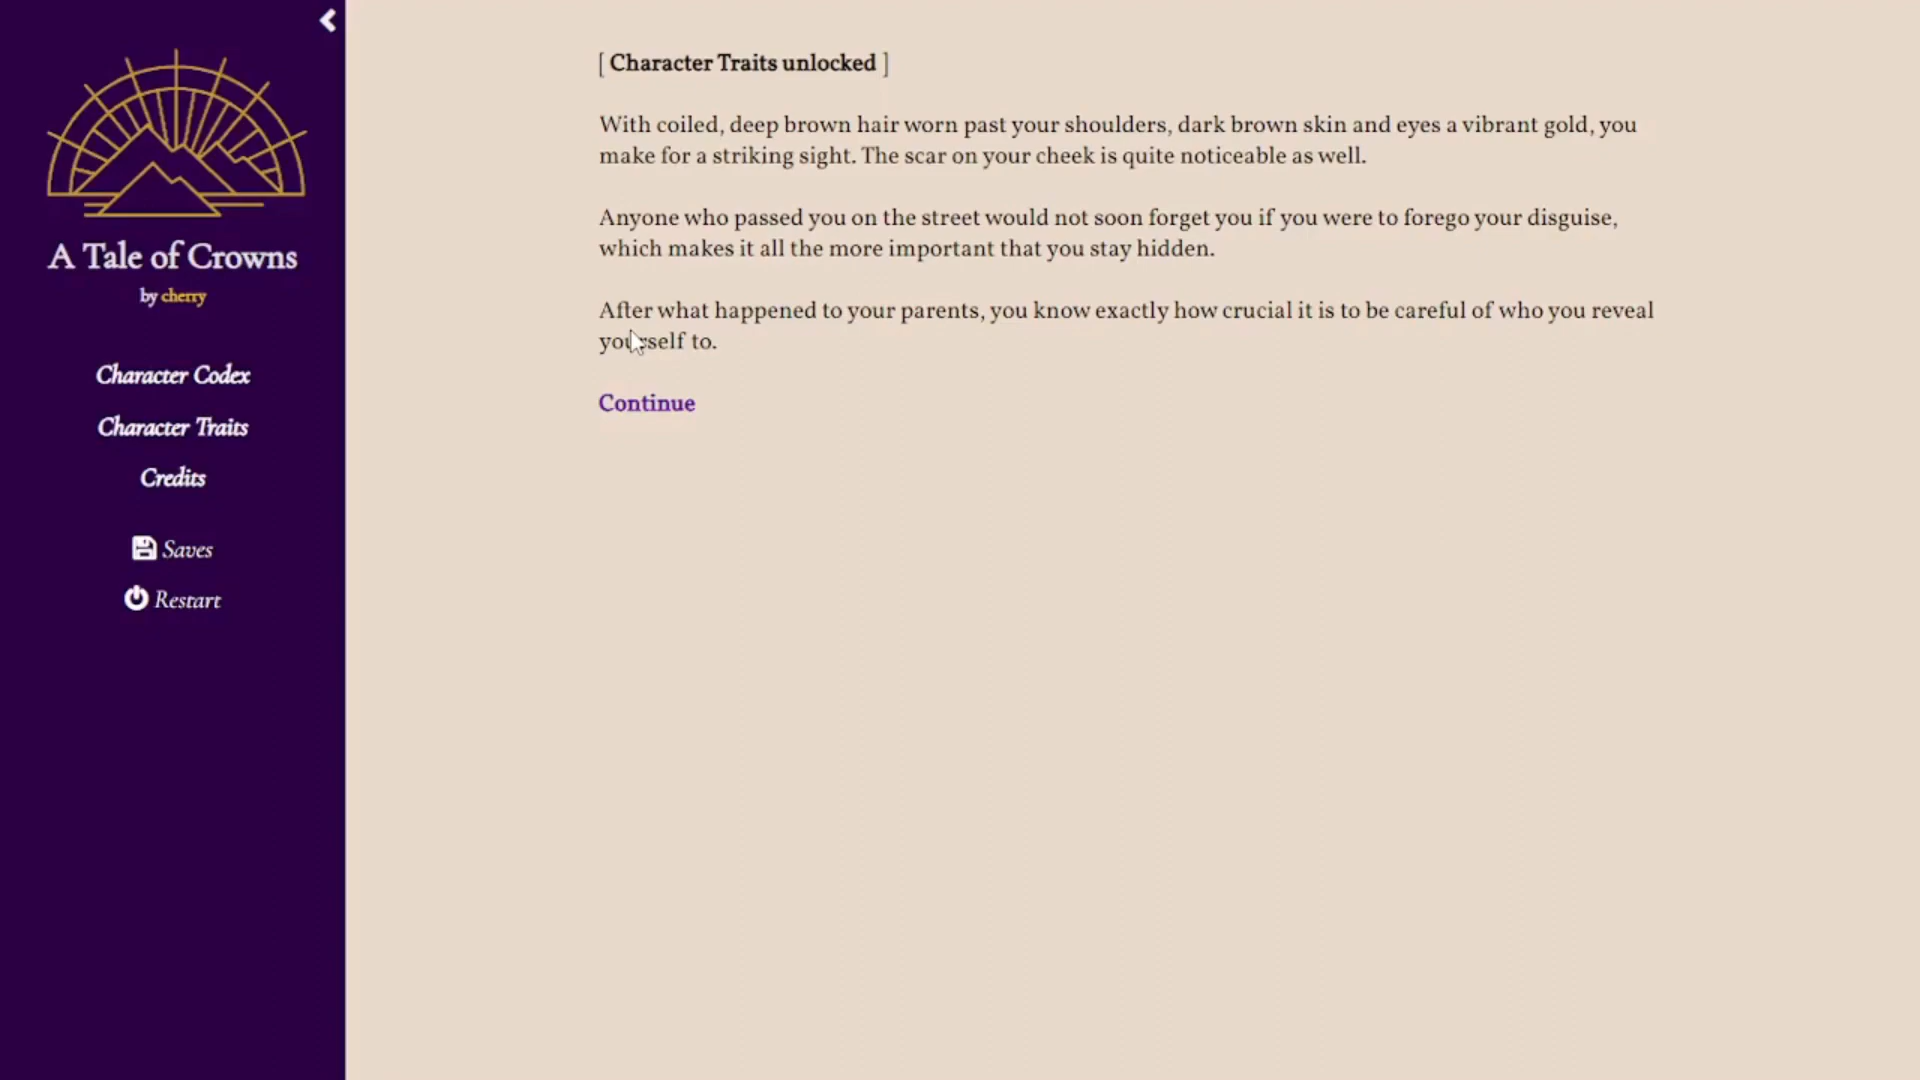 A Tale of Crowns
by cherry
Character Codex
Character Traits
Credits
Saves
Restart
[ Character Traits unlocked ]
With coiled, deep brown hair worn past your shoulders, dark brown skin and eyes a vibrant gold, you
make for a striking sight. The scar on your cheek is quite noticeable as well.
Anyone who passed you on the street would not soon forget you if you were to forego your disguise,
which makes it all the more important that you stay hidden.
After what happened to your parents, you know exactly how crucial it is to be careful of who you reveal
yourself to.
Continue